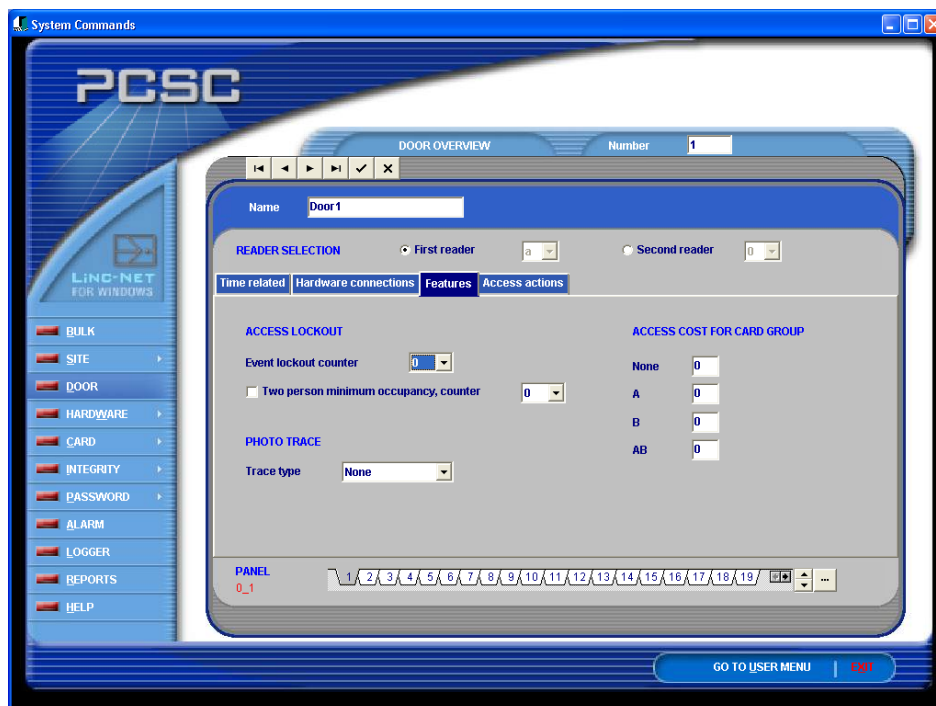 System Commands
PCSC
DOOR OVERVIEW Number 1
Name Door1
READER SELECTION First reader a Second reader 0
LiNC-NET
FOR WINDOWS
Time related Hardware connections Features Access actions
BULK
SITE
DOOR
HARDWARE
CARD
INTEGRITY
PASSWORD
ALARM
LOGGER
REPORTS
HELP
ACCESS LOCKOUT
Event lockout counter 0
Two person minimum occupancy, counter 0
PHOTO TRACE
Trace type None
ACCESS COST FOR CARD GROUP
None 0
A 0
B 0
AB 0
PANEL
0_1
1 2 3 4 5 6 7 8 9 10 11 12 13 14 15 16 17 18 19 ...
GO TO USER MENU | EXIT